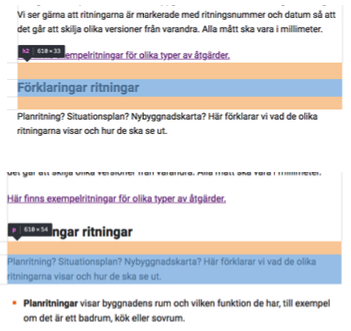 Vi ser gärna att ritningarna är markerade med ritningsnummer och datum så att
det går att skilja olika versioner från varandra. Alla mått ska vara i millimeter.
h2 610×33 exempelritningar för olika typer av åtgärder.
Förklaringar ritningar
Planritning? Situationsplan? Nybyggnadskarta? Här förklarar vi vad de olika
ritningarna visar och hur de ska se ut.
det går att skilja olika versioner från varandra. Alla mått ska vara i millimeter.
Här finns exempelritningar för olika typer av åtgärder.
p 610×54 ngar ritningar
Planritning? Situationsplan? Nybyggnadskarta? Här förklarar vi vad de olika
ritningarna visar och hur de ska se ut.
Planritningar visar byggnadens rum och vilken funktion de har, till exempel
om det är ett badrum, kök eller sovrum.